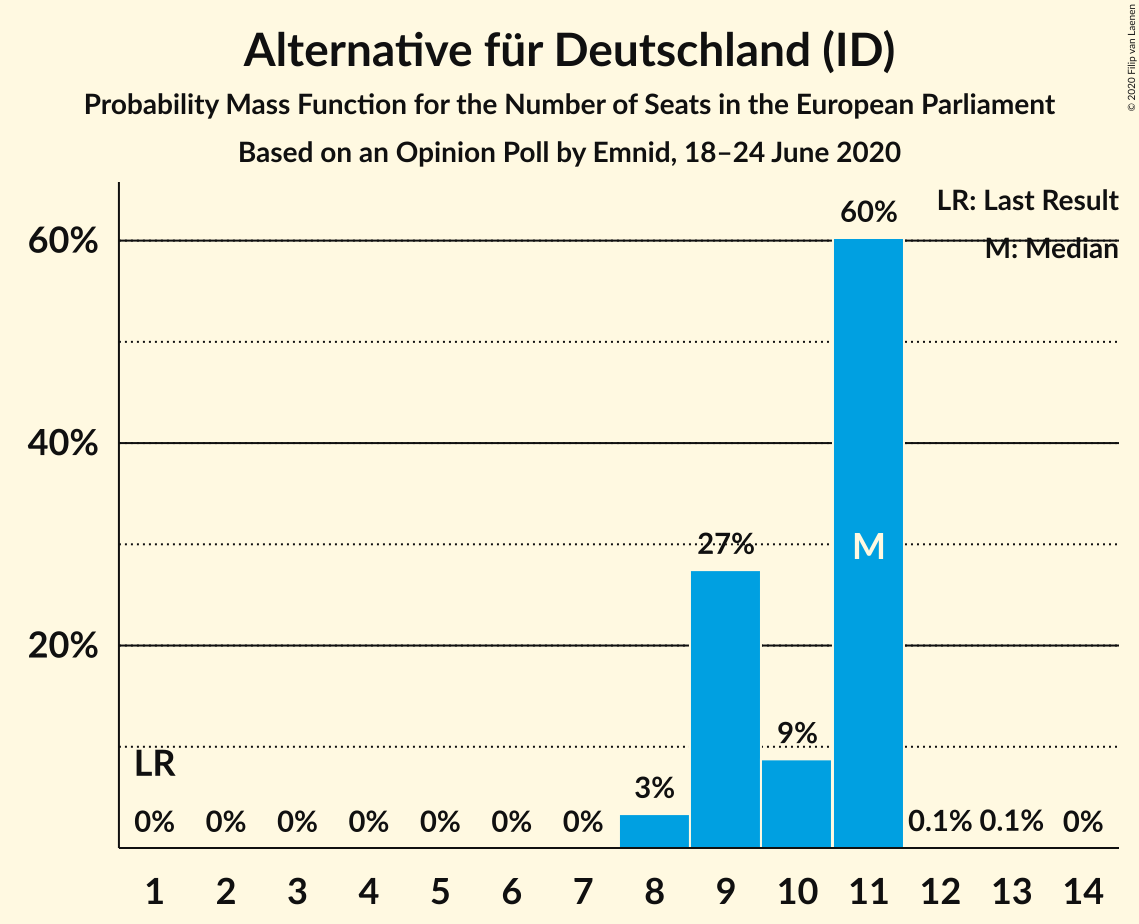 Alternative für Deutschland (ID)
Probability Mass Function for the Number of Seats in the European Parliament
Based on an Opinion Poll by Emnid, 18–24 June 2020
© 2020 Filip van Laenen
LR: Last Result
M: Median
60%
40%
20%
60%
27%
M
9%
3%
LR
0% 0% 0% 0% 0% 0% 0% 0.1% 0.1% 0%
1 2 3 4 5 6 7 8 9 10 11 12 13 14